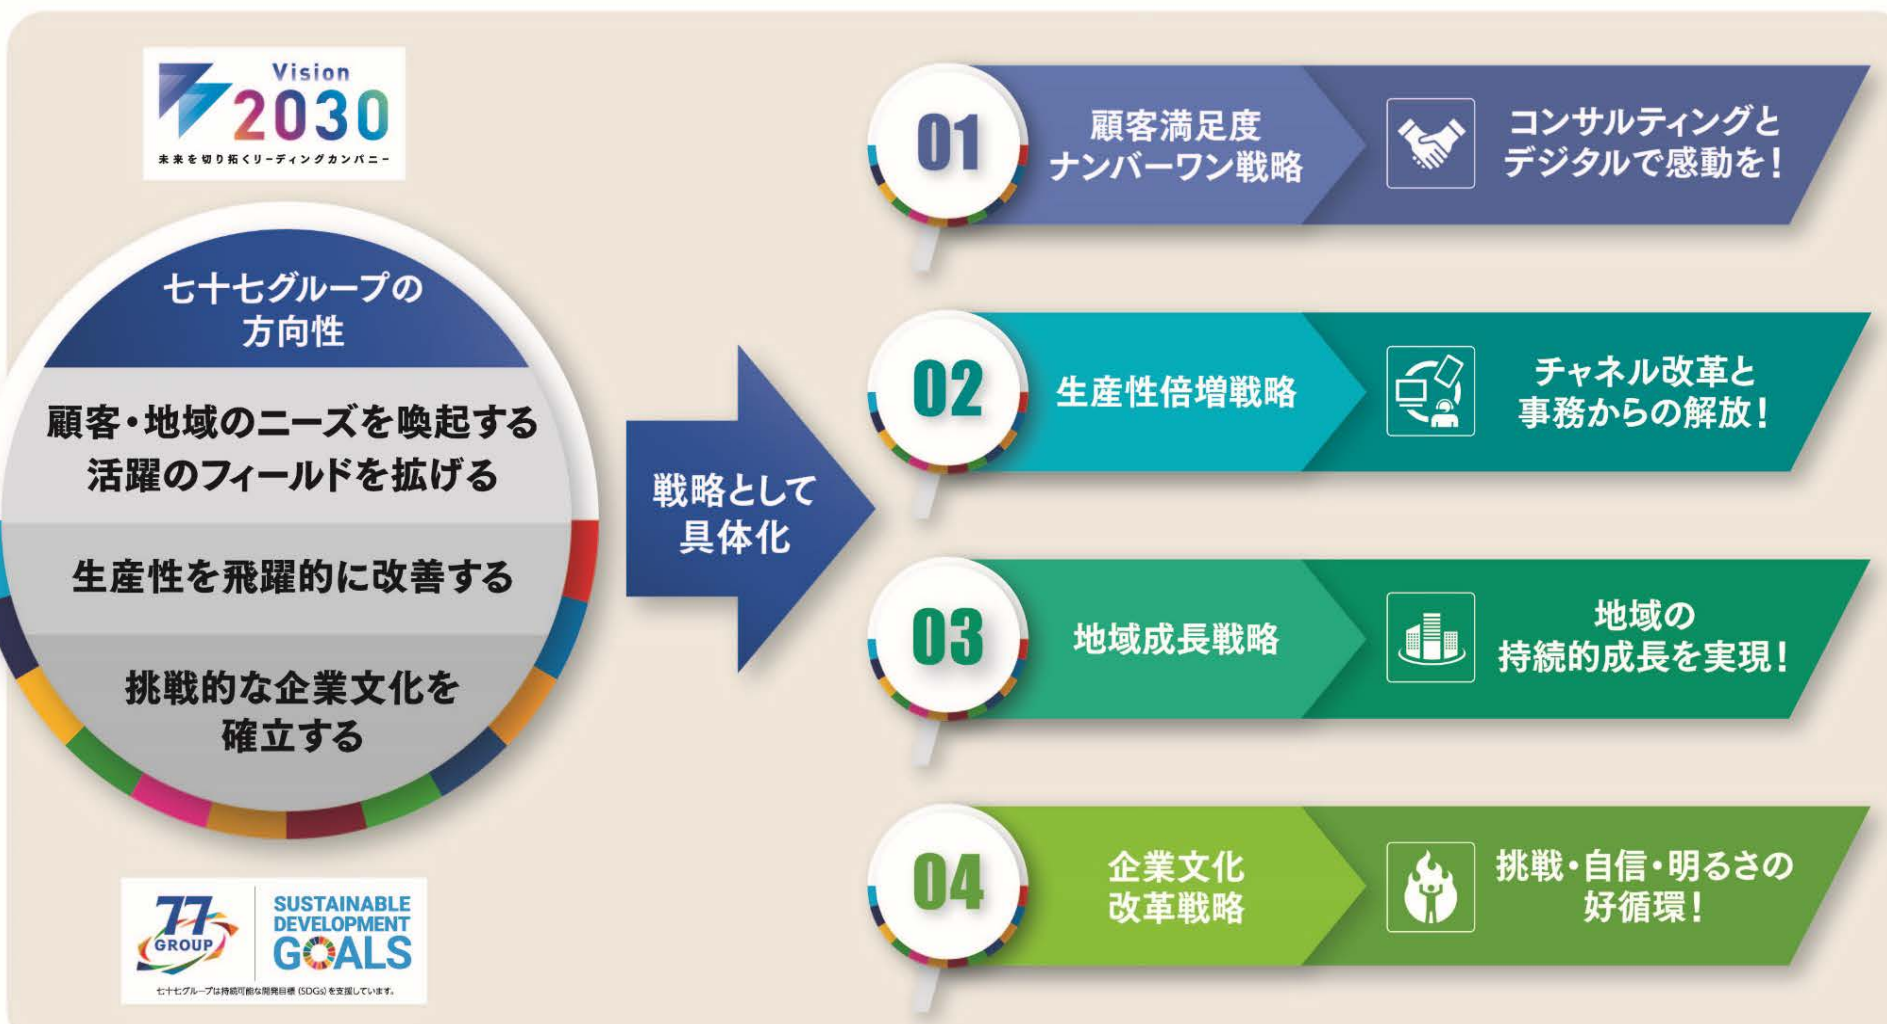 Vision
2030
未来を切り拓くリーディングカンパニー
七十七グループの
方向性
顧客・地域のニーズを喚起する
活躍のフィールドを拡げる
生産性を飛躍的に改善する
挑戦的な企業文化を
確立する
77
GROUP
SUSTAINABLE
DEVELOPMENT
GOALS
七十七グループは持続可能な開発目標(SDGs)を支援しています。
戦略として
具体化
01
顧客満足度
ナンバーワン戦略
コンサルティングと
デジタルで感動を!
02
生産性倍増戦略
チャネル改革と
事務からの解放!
03
地域成長戦略
地域の
持続的成長を実現!
04
企業文化
改革戦略
挑戦・自信・明るさの
好循環!